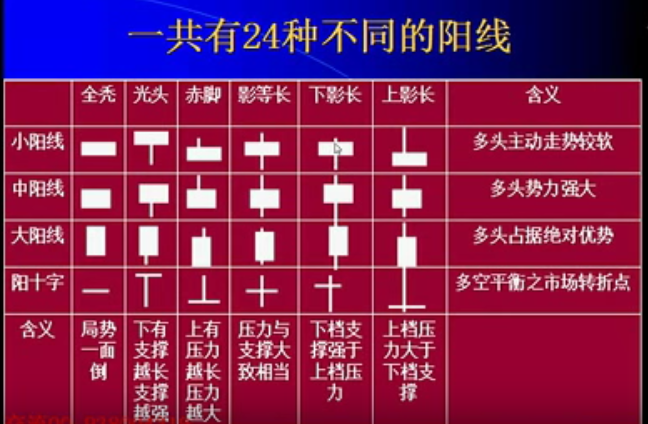 一共有24种不同的阳线
全秃 光头 赤脚 影等长 下影长 上影长 含义
小阳线 多头主动走势较软
中阳线 多头势力强大
大阳线 多头占据绝对优势
阳十字 多空平衡之市场转折点
含义
局势
一面
倒
下有
支撑
越长
支撑
越强
上有
压力
越长
压力
越大
压力与
支撑大
致相当
下档支
撑强于
上档压
力
上档压
力大于
下档支
撑